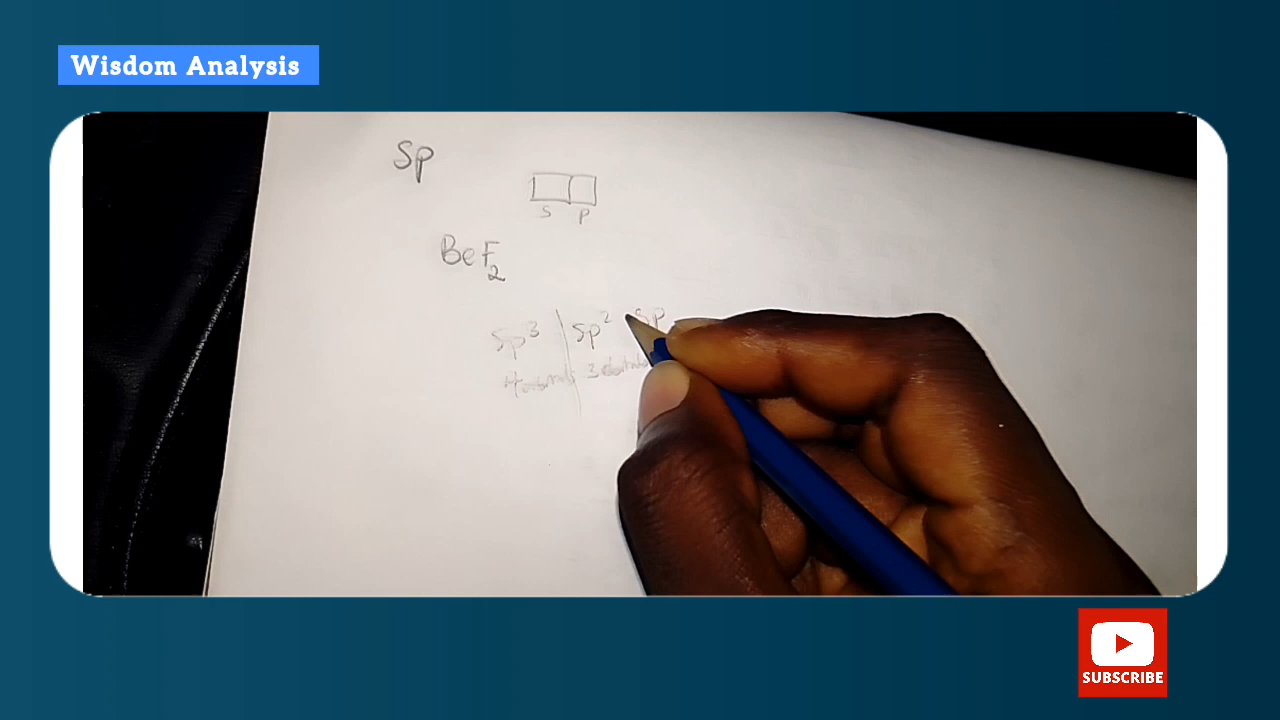 Wisdom Analysis
Sp
S P
BeF2
Sp3 Sp2 Sp
SUBSCRIBE